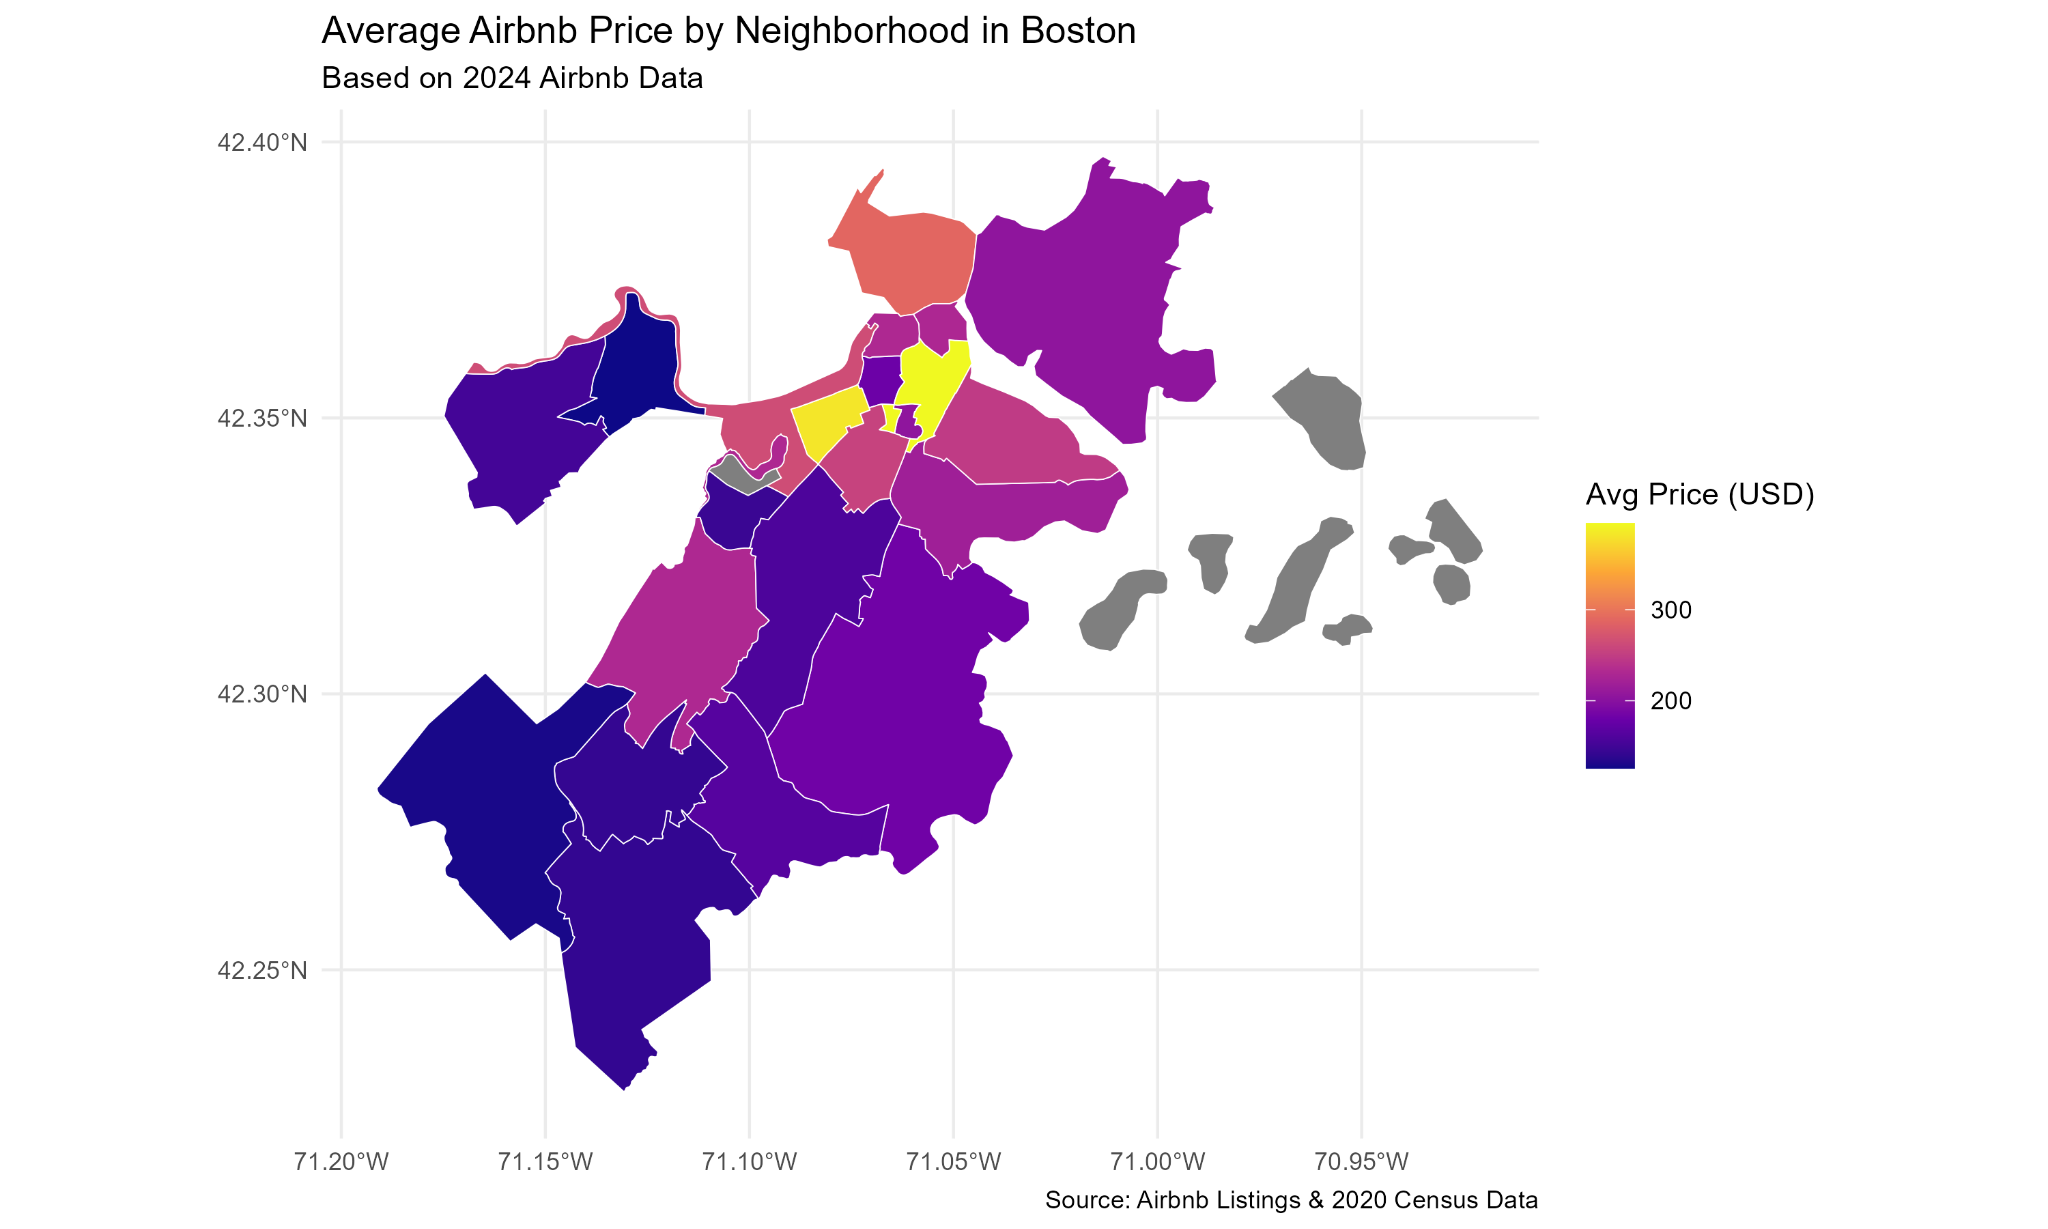 Average Airbnb Price by Neighborhood in Boston
Based on 2024 Airbnb Data
42.40°N
42.35°N
42.30°N
42.25°N
71.20°W
71.15°W
71.10°W
71.05°W
71.00°W
70.95°W
Avg Price (USD)
300
200
Source: Airbnb Listings & 2020 Census Data